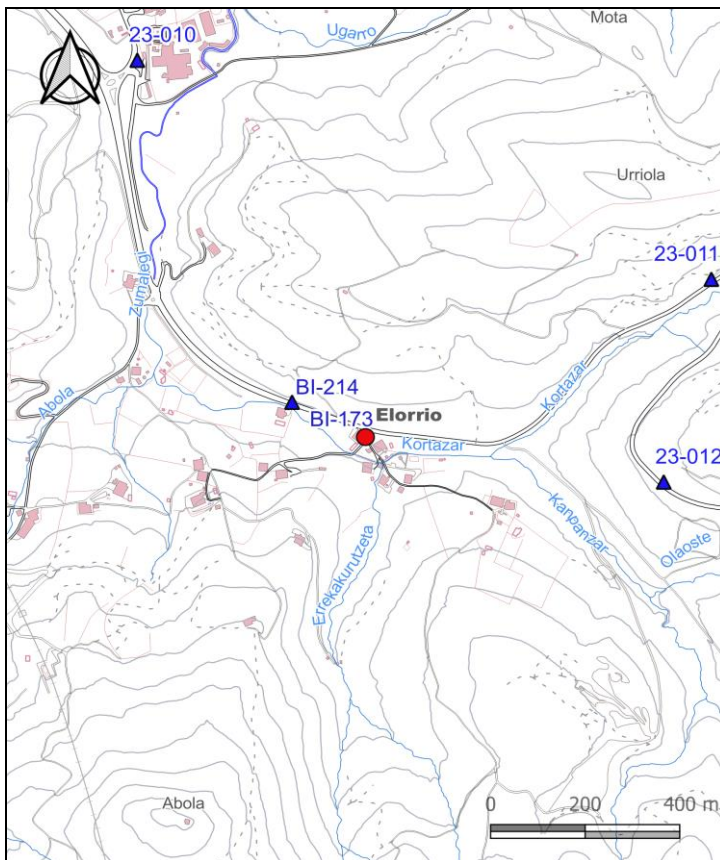 Mota
Ugarro
23-010
Urriola
23-011
Zumalegi
Kortazar
Abola
BI-214
BI-173
Elorrio
Kortazar
23-012
Kanpanzar
Olaoste
Errekakurutzeta
Abola
0 200 400 m